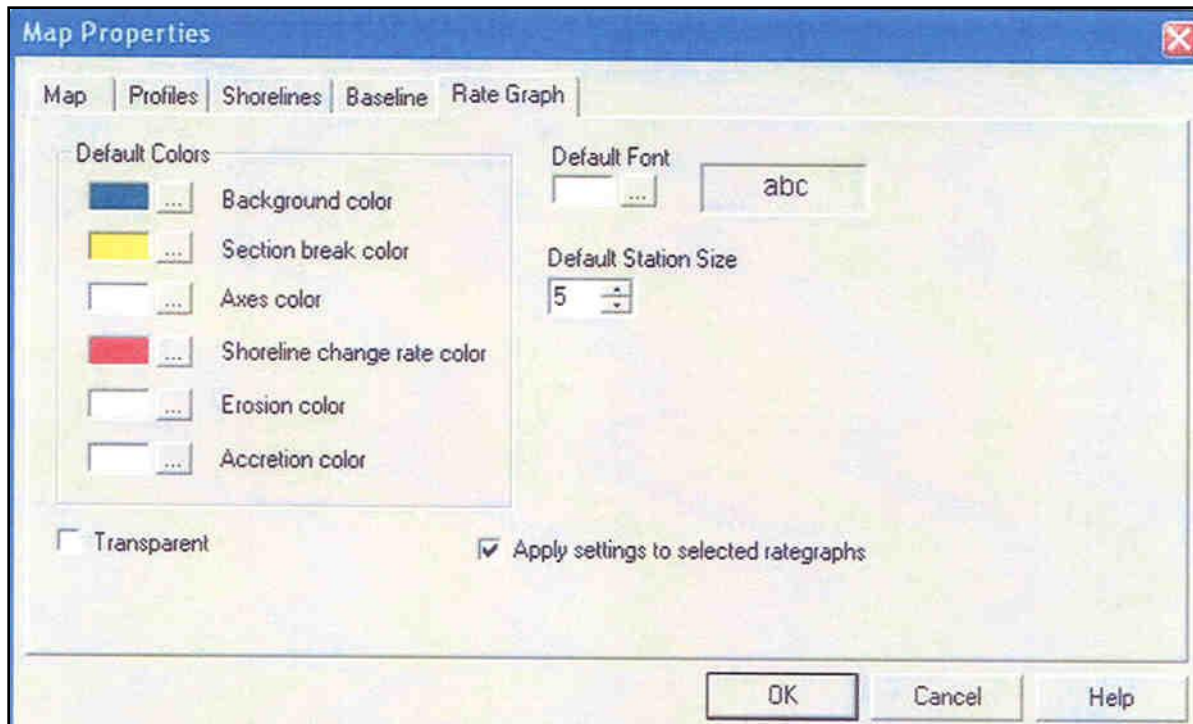 Map Properties
Map
Profiles
Shorelines
Baseline
Rate Graph
Default Colors
... Background color
... Section break color
... Axes color
... Shoreline change rate color
... Erosion color
... Accretion color
Default Font
... abc
Default Station Size
5
Transparent
Apply settings to selected rategraphs
OK
Cancel
Help